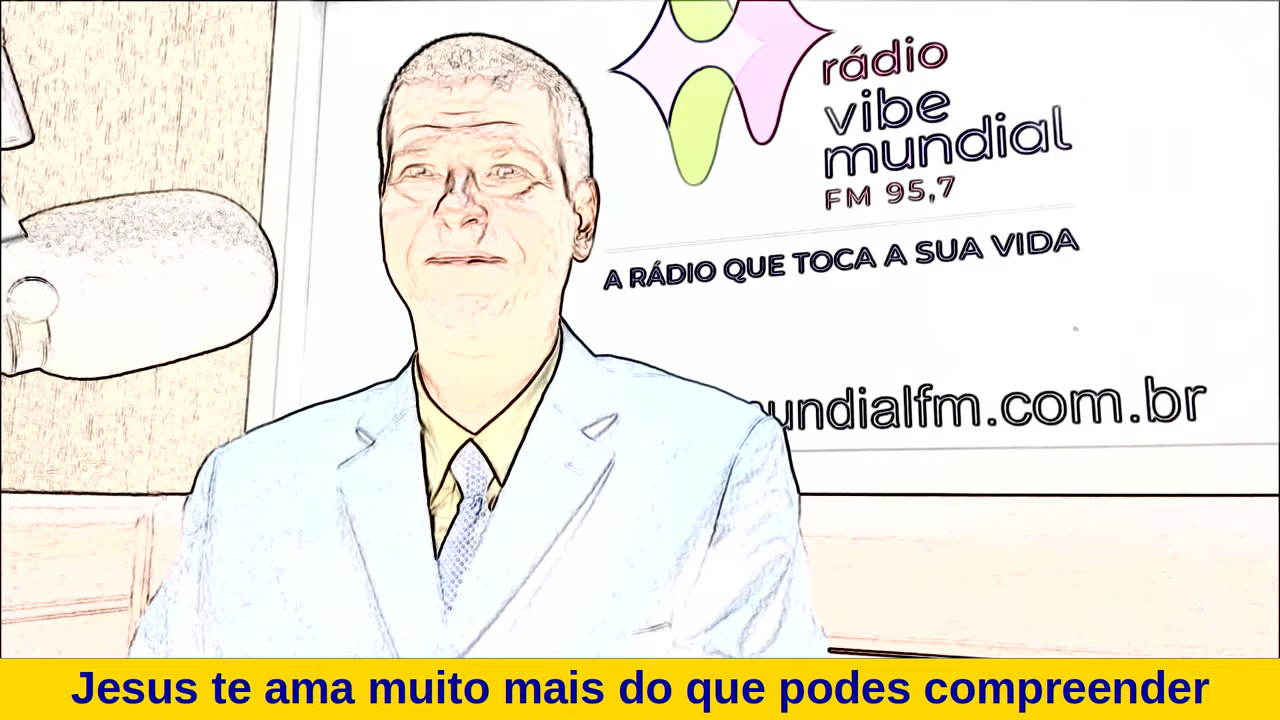 rádio
vibe
mundial
FM 95,7
A RÁDIO QUE TOCA A SUA VIDA
mundialfm.com.br
Jesus te ama muito mais do que podes compreender